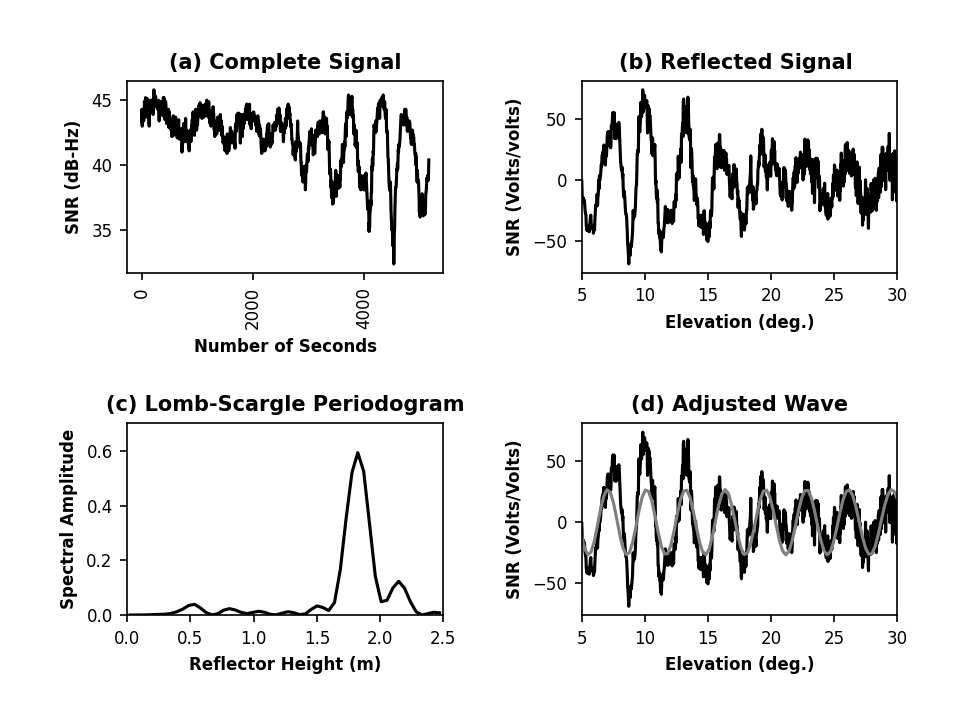 (a) Complete Signal
SNR (dB-Hz)
45
40
35
0
2000
4000
Number of Seconds
(b) Reflected Signal
SNR (Volts/volts)
50
0
−50
5 10 15 20 25 30
Elevation (deg.)
(c) Lomb-Scargle Periodogram
Spectral Amplitude
0.6
0.4
0.2
0.0
0.0 0.5 1.0 1.5 2.0 2.5
Reflector Height (m)
(d) Adjusted Wave
SNR (Volts/Volts)
50
0
−50
5 10 15 20 25 30
Elevation (deg.)